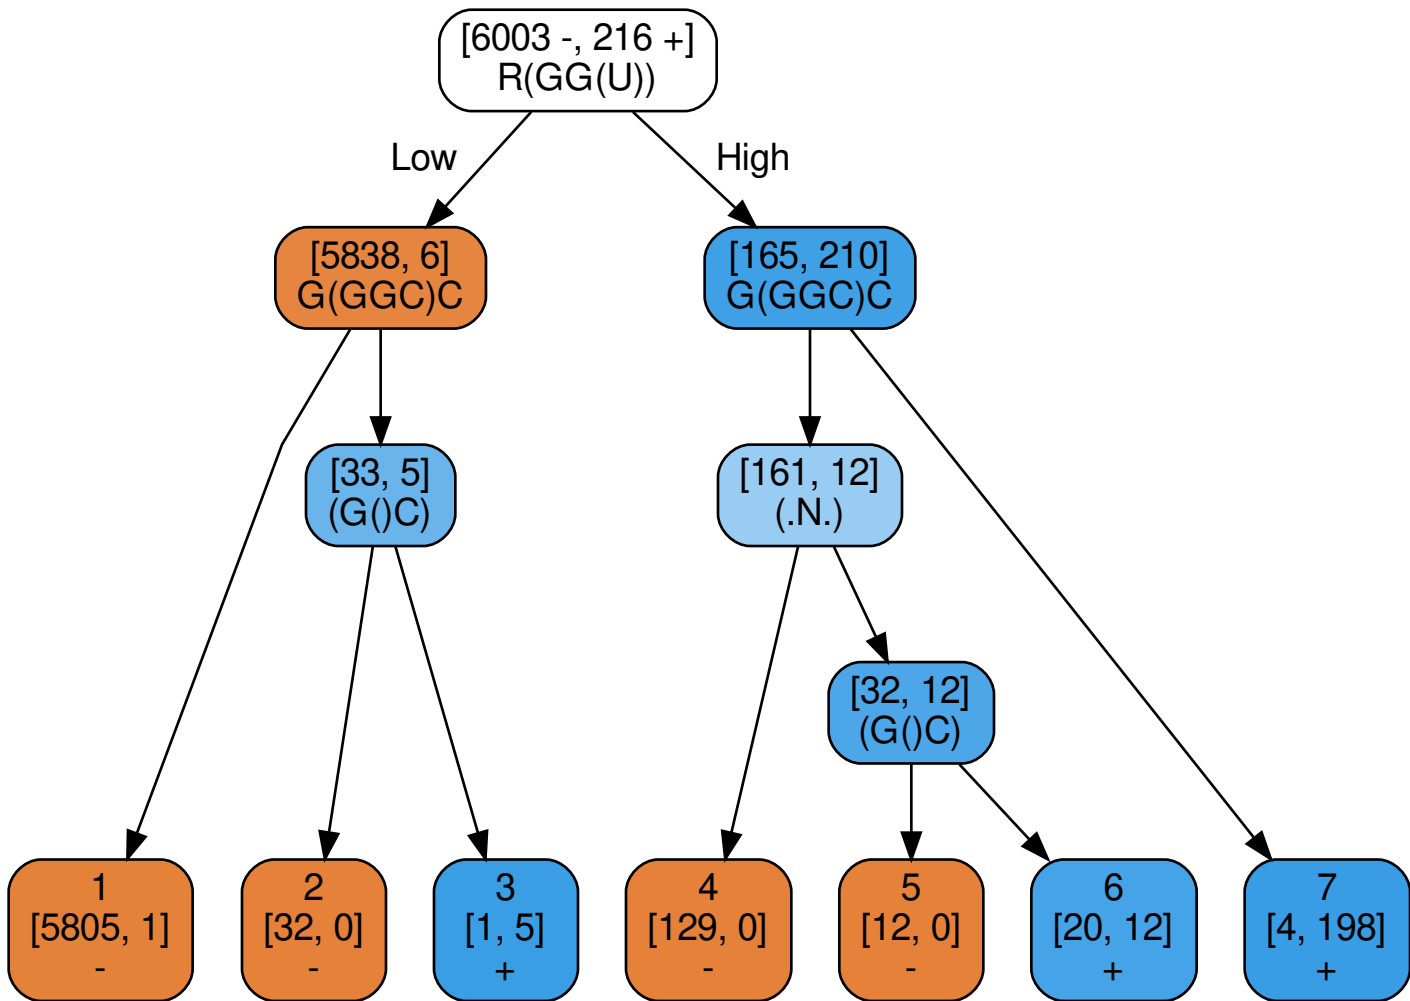 [6003 -, 216 +]
R(GG(U))
Low
High
[5838, 6]
G(GGC)C
[165, 210]
G(GGC)C
[33, 5]
(G()C)
[161, 12]
(.N.)
[32, 12]
(G()C)
1
[5805, 1]
-
2
[32, 0]
-
3
[1, 5]
+
4
[129, 0]
-
5
[12, 0]
-
6
[20, 12]
+
7
[4, 198]
+